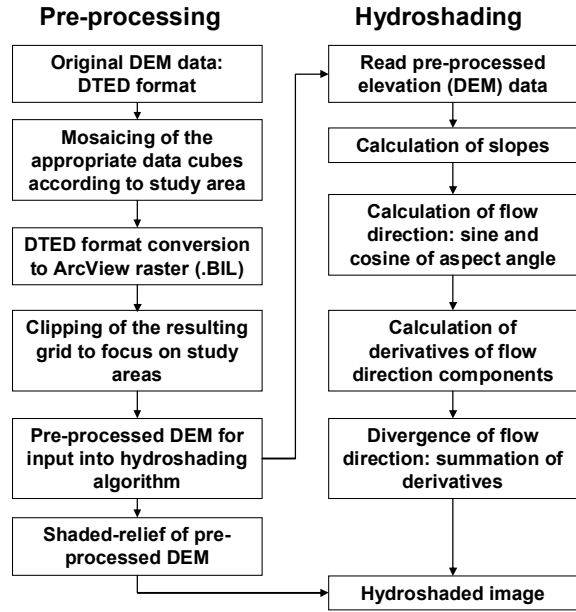 Pre-processing
Original DEM data:
DTED format
Mosaicing of the
appropriate data cubes
according to study area
DTED format conversion
to ArcView raster (.BIL)
Clipping of the resulting
grid to focus on study
areas
Pre-processed DEM for
input into hydroshading
algorithm
Shaded-relief of pre-
processed DEM
Hydroshading
Read pre-processed
elevation (DEM) data
Calculation of slopes
Calculation of flow
direction: sine and
cosine of aspect angle
Calculation of
derivatives of flow
direction components
Divergence of flow
direction: summation of
derivatives
Hydroshaded image